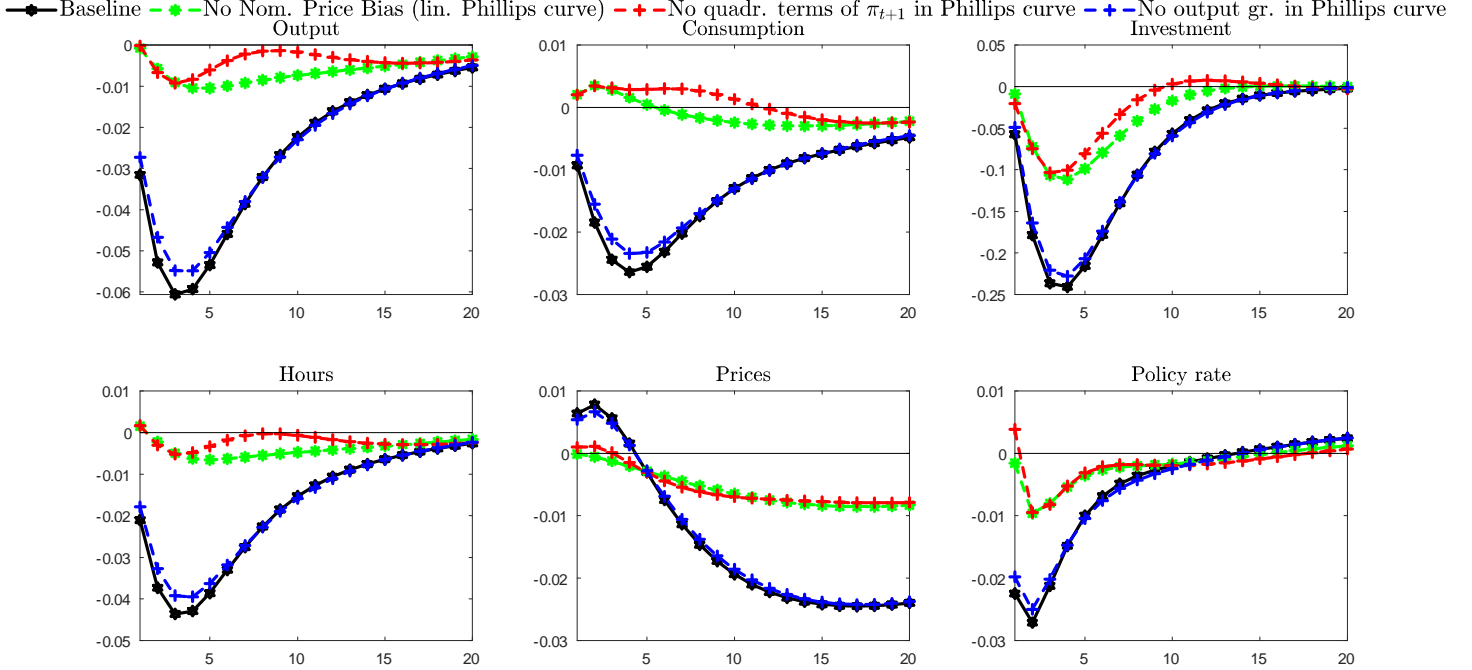 Baseline No Nom. Price Bias (lin. Phillips curve) No quadr. terms of π_{t+1} in Phillips curve No output gr. in Phillips curve
Output
0
-0.01
-0.02
-0.03
-0.04
-0.05
-0.06
5 10 15 20
Consumption
0.01
0
-0.01
-0.02
-0.03
5 10 15 20
Investment
0.05
0
-0.05
-0.1
-0.15
-0.2
-0.25
5 10 15 20
Hours
0.01
0
-0.01
-0.02
-0.03
-0.04
-0.05
5 10 15 20
Prices
0.01
0
-0.01
-0.02
-0.03
5 10 15 20
Policy rate
0.01
0
-0.01
-0.02
-0.03
5 10 15 20